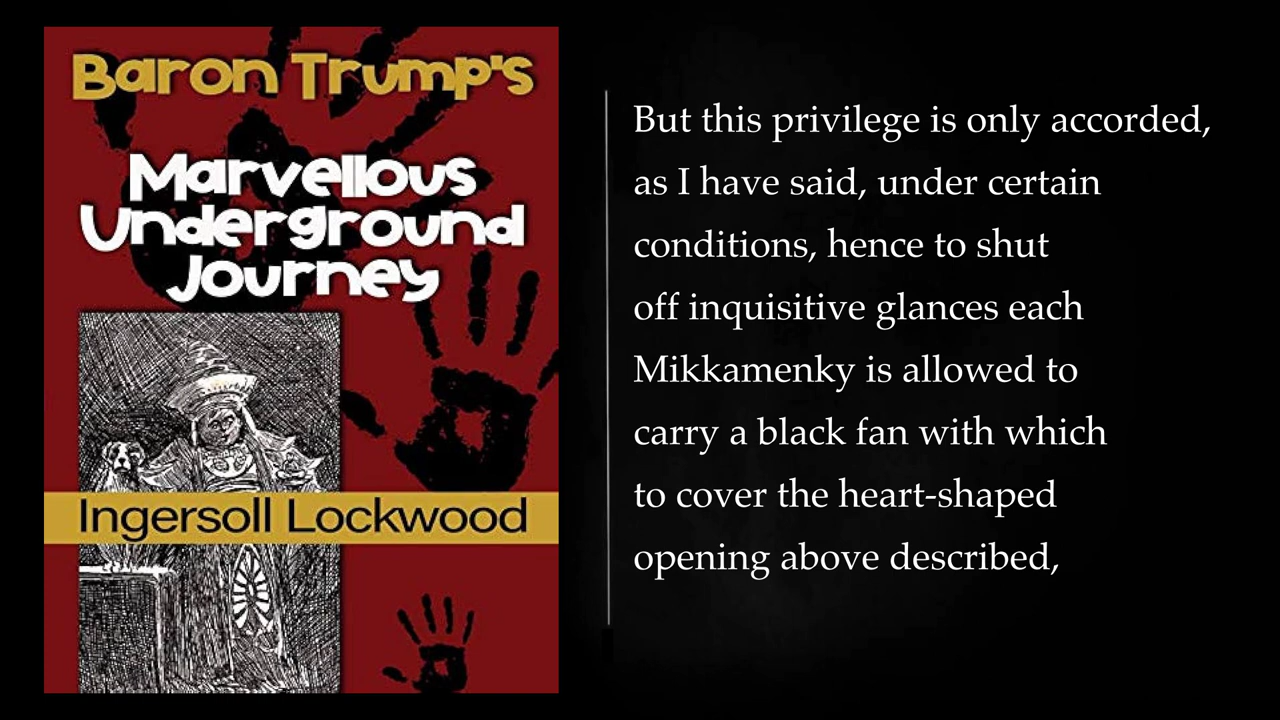 Baron Trump's
Marvellous
Underground
Journey
Ingersoll Lockwood
But this privilege is only accorded,
as I have said, under certain
conditions, hence to shut
off inquisitive glances each
Mikkamenky is allowed to
carry a black fan with which
to cover the heart-shaped
opening above described,